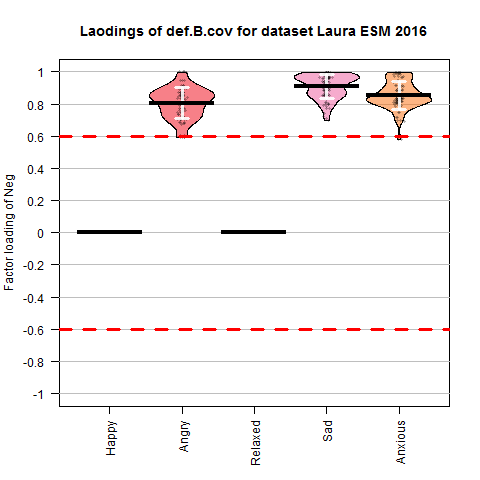 Laodings of def.B.cov for dataset Laura ESM 2016
Factor loading of Neg
1
0.8
0.6
0.4
0.2
0
-0.2
-0.4
-0.6
-0.8
-1
Happy
Angry
Relaxed
Sad
Anxious